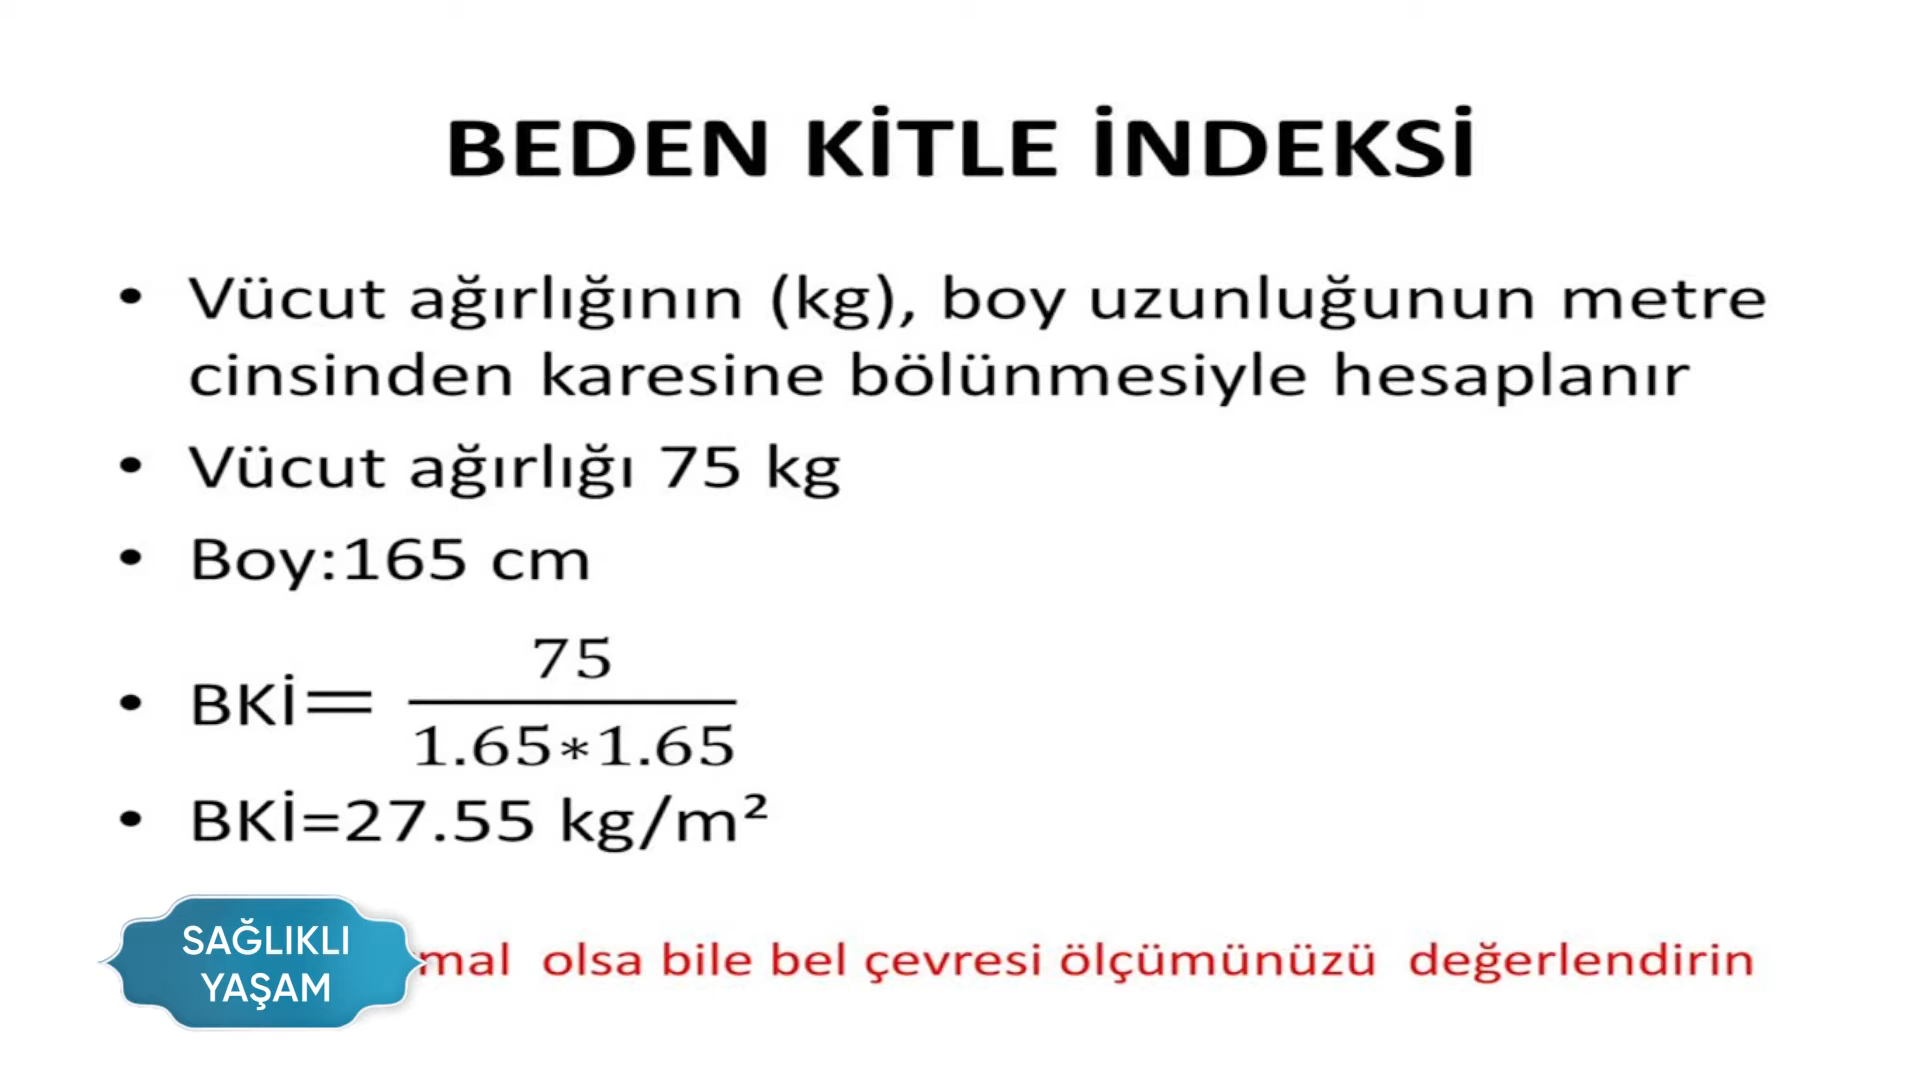 BEDEN KİTLE İNDEKSİ
• Vücut ağırlığının (kg), boy uzunluğunun metre
cinsinden karesine bölünmesiyle hesaplanır
• Vücut ağırlığı 75 kg
• Boy:165 cm
• BKİ= 75
1.65*1.65
• BKİ=27.55 kg/m²
SAĞLIKLI
YAŞAM
olsa bile bel çevresi ölçümünüzü değerlendirin